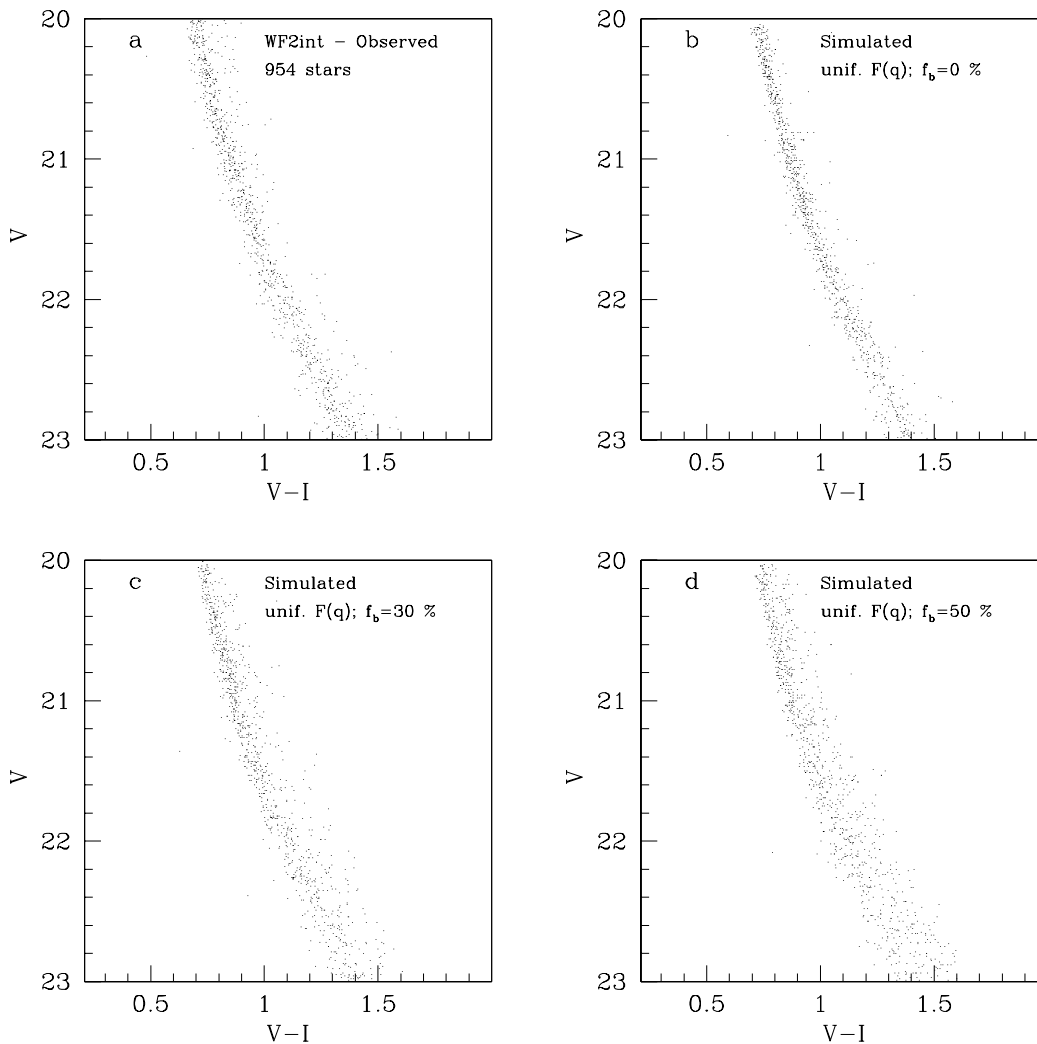 a
WF2int – Observed
954 stars
20
21
22
23
V
0.5
1
1.5
V–I
b
Simulated
unif. F(q); f_b=0 %
20
21
22
23
V
0.5
1
1.5
V–I
c
Simulated
unif. F(q); f_b=30 %
20
21
22
23
V
0.5
1
1.5
V–I
d
Simulated
unif. F(q); f_b=50 %
20
21
22
23
V
0.5
1
1.5
V–I